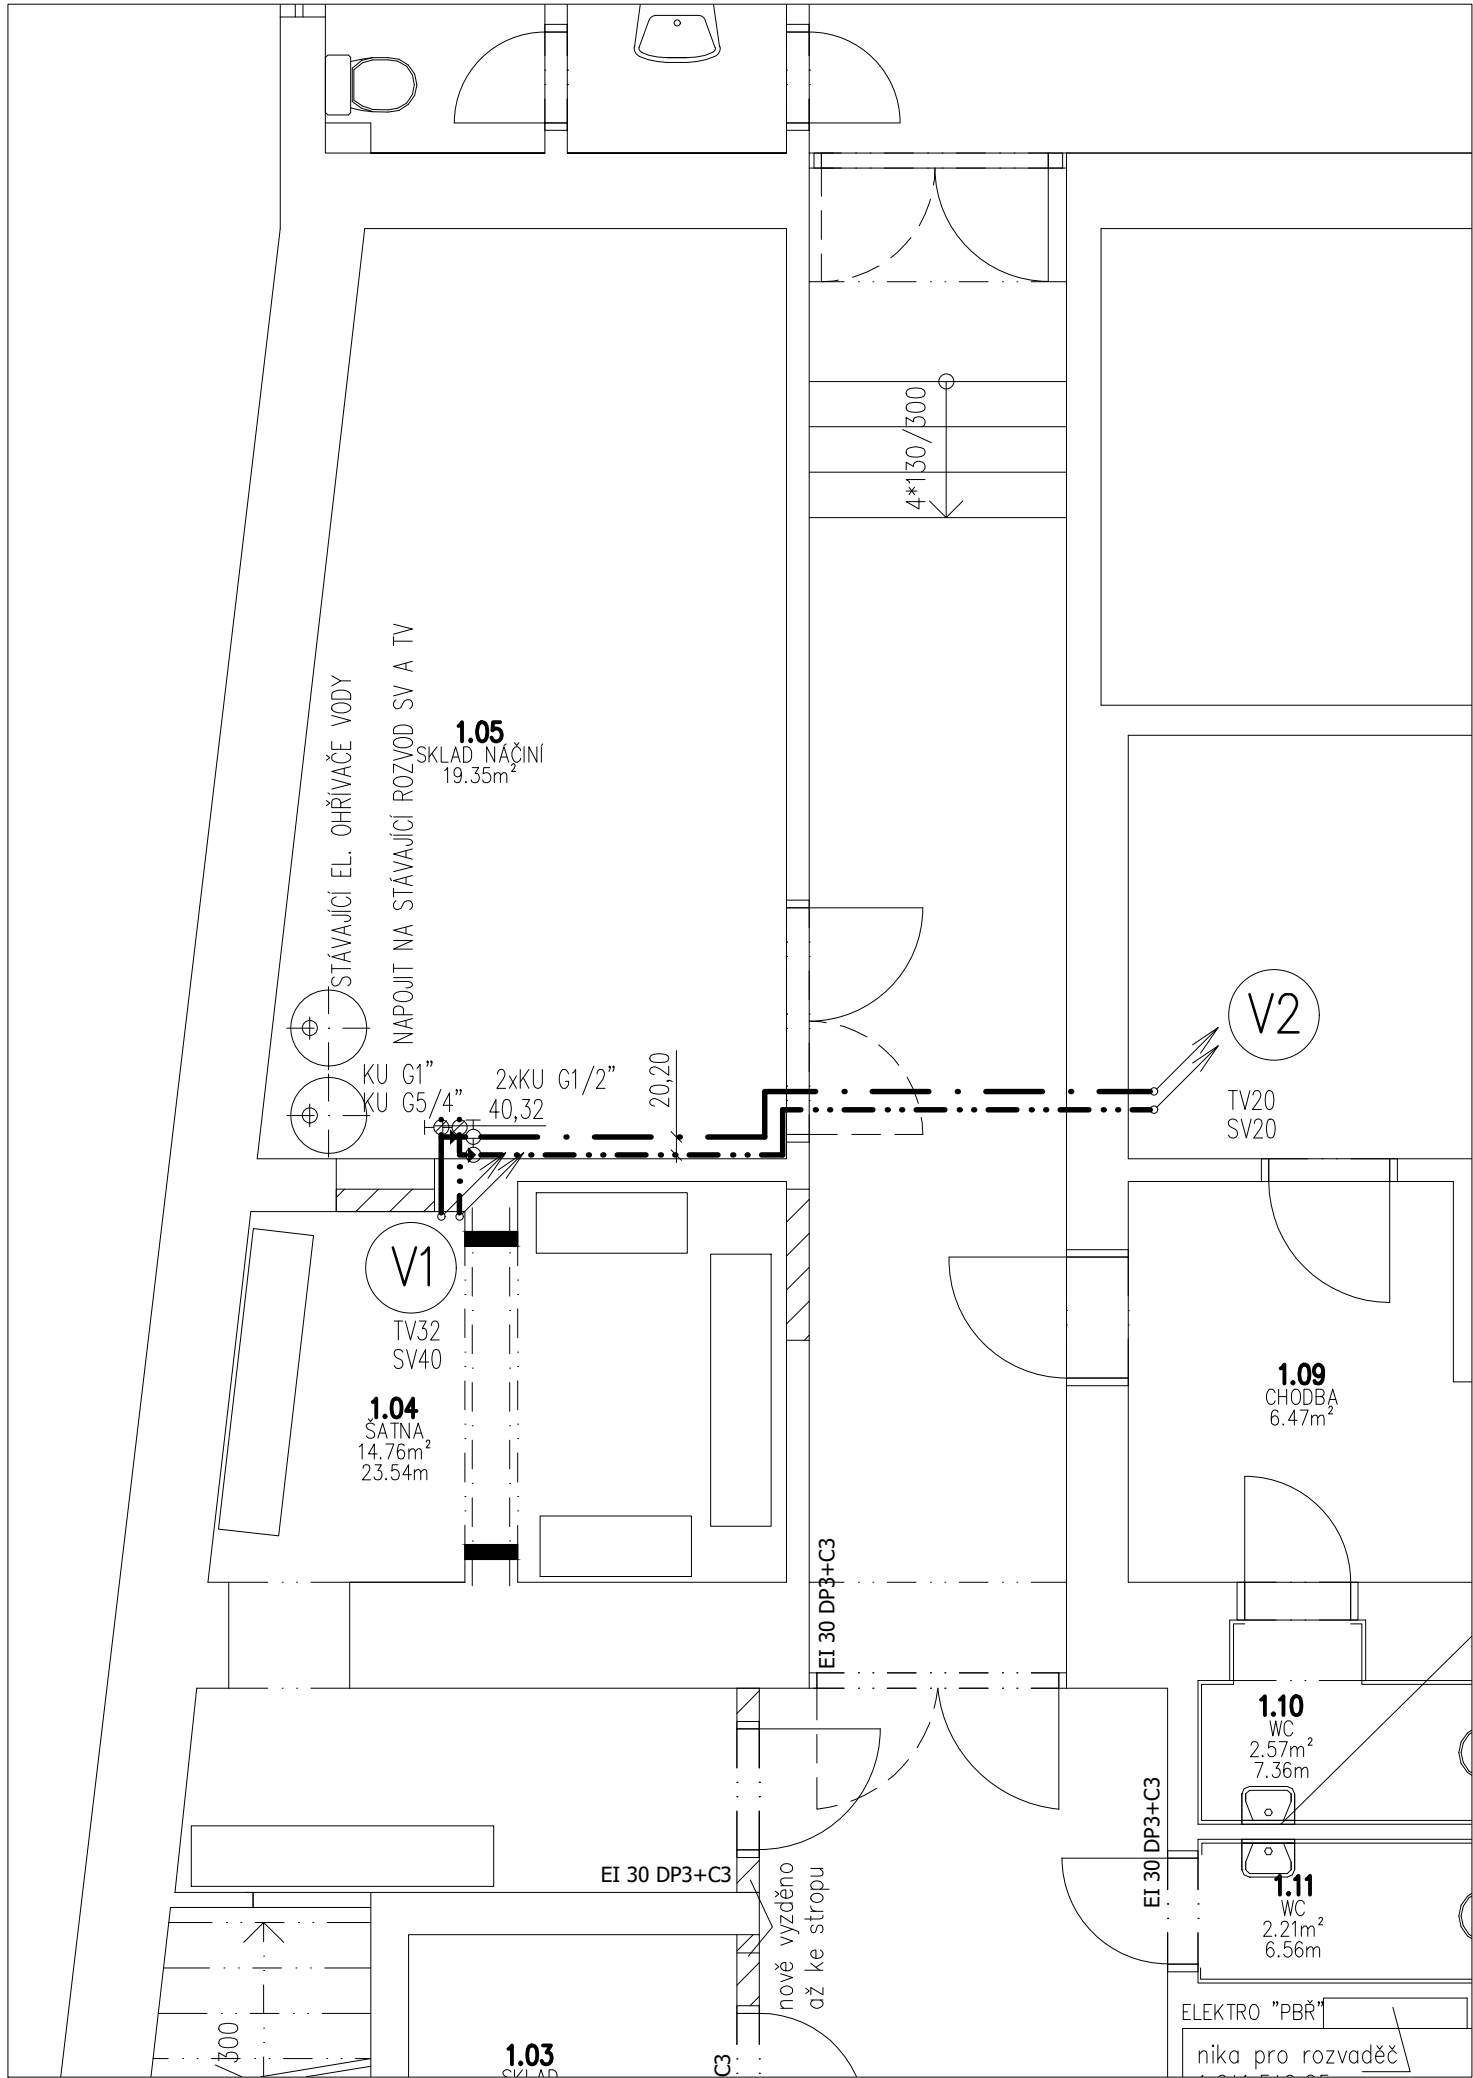 4*130/300
STÁVAJÍCÍ EL. OHŘÍVAČE VODY
NAPOJIT NA STÁVAJÍCÍ ROZVOD SV A TV
1.05
SKLAD NÁČINÍ
19.35m²
KU G1"
KU G5/4"
2xKU G1/2"
40,32
20,20
V2
TV20
SV20
V1
TV32
SV40
1.04
ŠATNA
14.76m²
23.54m
1.09
CHODBA
6.47m²
EI 30 DP3+C3
1.10
WC
2.57m²
7.36m
EI 30 DP3+C3
EI 30 DP3+C3
nově vyzděno
až ke stropu
1.11
WC
2.21m²
6.56m
ELEKTRO "PBŘ"
nika pro rozvaděč
300
1.03
SKLAD
C3